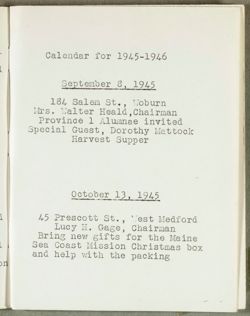 Calendar for 1945-1946
September 8, 1945
184 Salem St., Woburn
Mrs. Walter Heald,Chairman
Province 1 Alumnae invited
Special Guest, Dorothy Mattock
Harvest Supper
October 13, 1945
45 Prescott St., West Medford
Lucy H. Gage, Chairman
Bring new gifts for the Maine
Sea Coast Mission Christmas box
and help with the packing